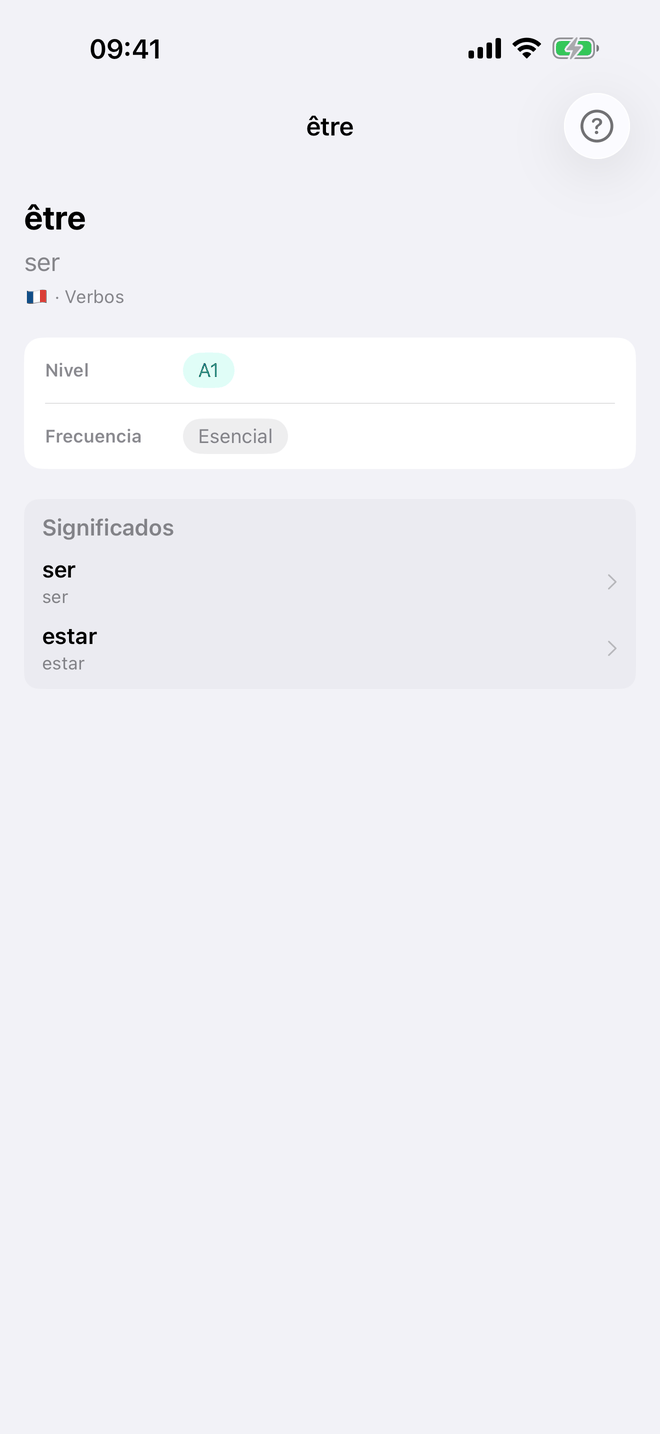 09:41
être
être
ser
· Verbos
Nivel A1
Frecuencia Esencial
Significados
ser
ser
estar
estar